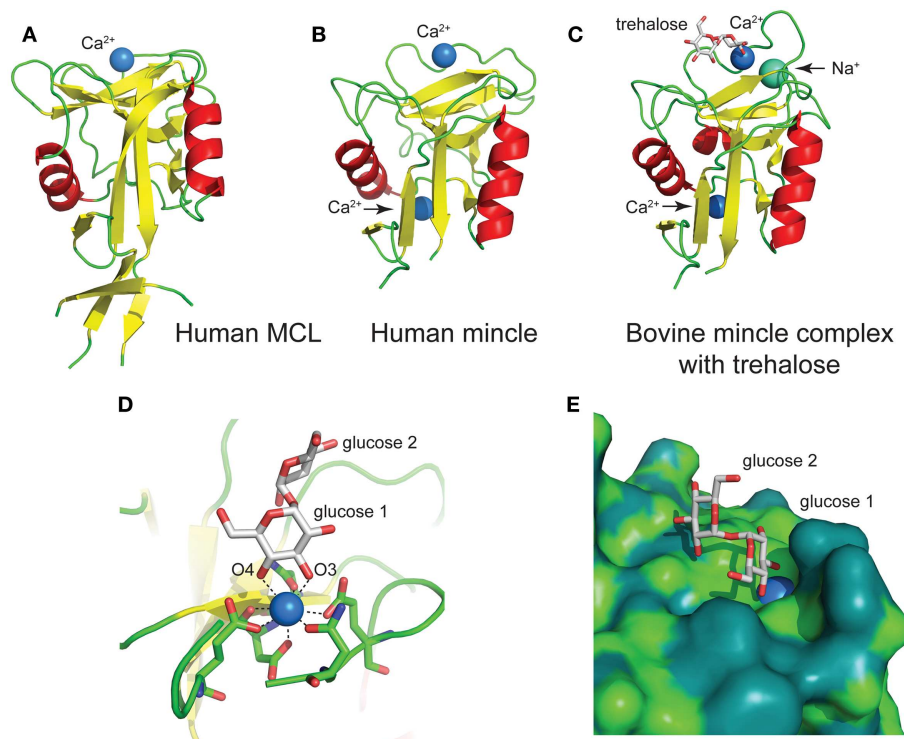 A
Ca²⁺
Human MCL
B
Ca²⁺
Ca²⁺
Human mincle
C
trehalose
Ca²⁺
Na⁺
Ca²⁺
Bovine mincle complex
with trehalose
D
glucose 2
glucose 1
O4
O3
E
glucose 2
glucose 1